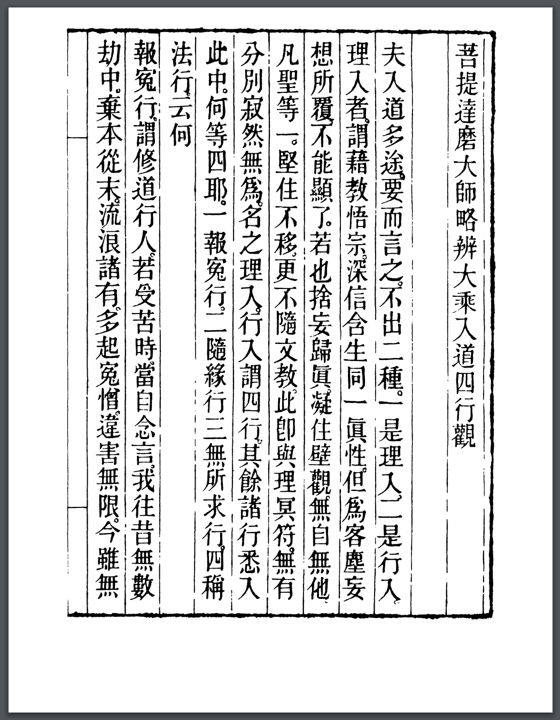 菩提達磨大師略辨大乘入道四行觀
夫入道多途。要而言之。不出二種。一是理入。二是行入。
理入者。謂藉教悟宗。深信含生同一眞性。但爲客塵妄
想所覆。不能顯了。若也捨妄歸眞。凝住壁觀。無自無他。
凡聖等一。堅住不移。更不隨文教。此卽與理冥符。無有
分別寂然無爲。名之理入。行入謂四行。其餘諸行悉入
此中。何等四耶。一報冤行。二隨緣行三無所求行。四稱
法行。云何
報冤行。謂修道行人。若受苦時。當自念言。我往昔無數
劫中。棄本從末。流浪諸有。多起冤憎。違害無限。今雖無